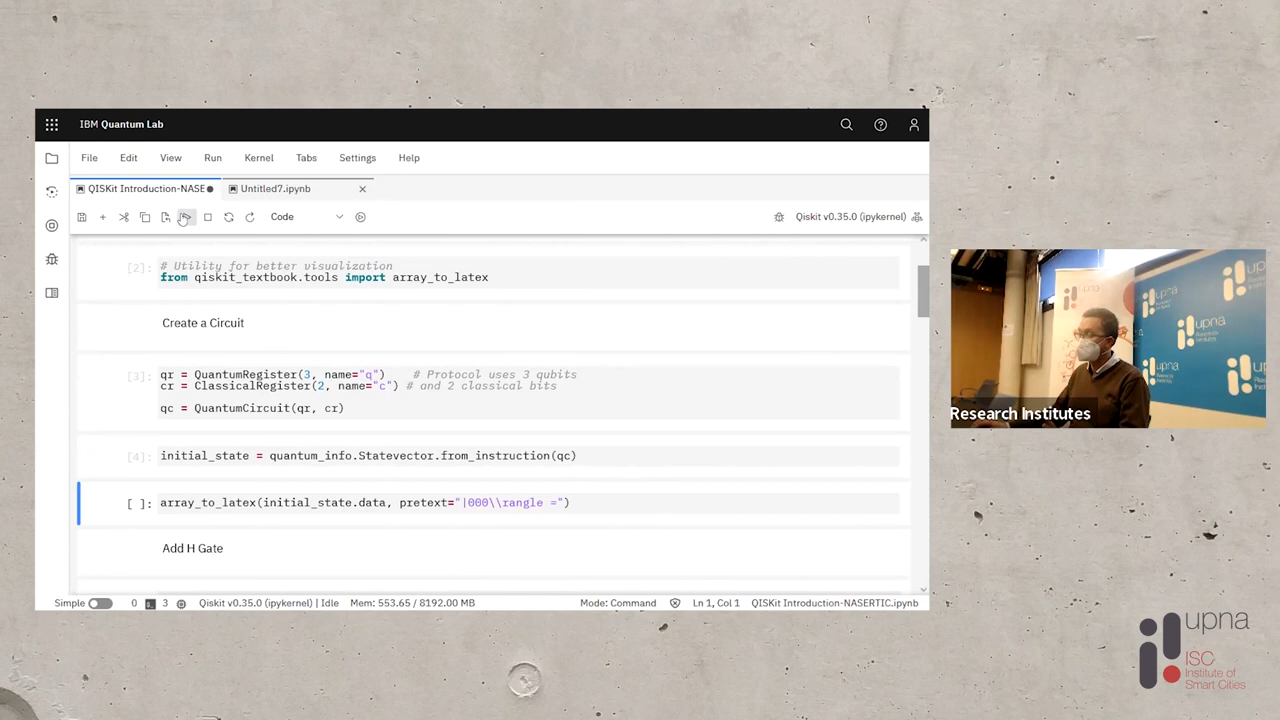 IBM Quantum Lab
File Edit View Run Kernel Tabs Settings Help
QISKit Introduction-NASE
Untitled7.ipynb
Code
Qiskit v0.35.0 (ipykernel)
[2]:
# Utility for better visualization
from qiskit_textbook.tools import array_to_latex
Create a Circuit
[3]:
qr = QuantumRegister(3, name="q") # Protocol uses 3 qubits
cr = ClassicalRegister(2, name="c") # and 2 classical bits
qc = QuantumCircuit(qr, cr)
[4]:
initial_state = quantum_info.Statevector.from_instruction(qc)
[ ]:
array_to_latex(initial_state.data, pretext="|000\\rangle =")
Add H Gate
Simple 0 3 Qiskit v0.35.0 (ipykernel) | Idle Mem: 553.65 / 8192.00 MB Mode: Command Ln 1, Col 1 QISKit Introduction-NASERTIC.ipynb
upna
upna
upna
Research Institutes
upna
ISC
Institute of
Smart Cities